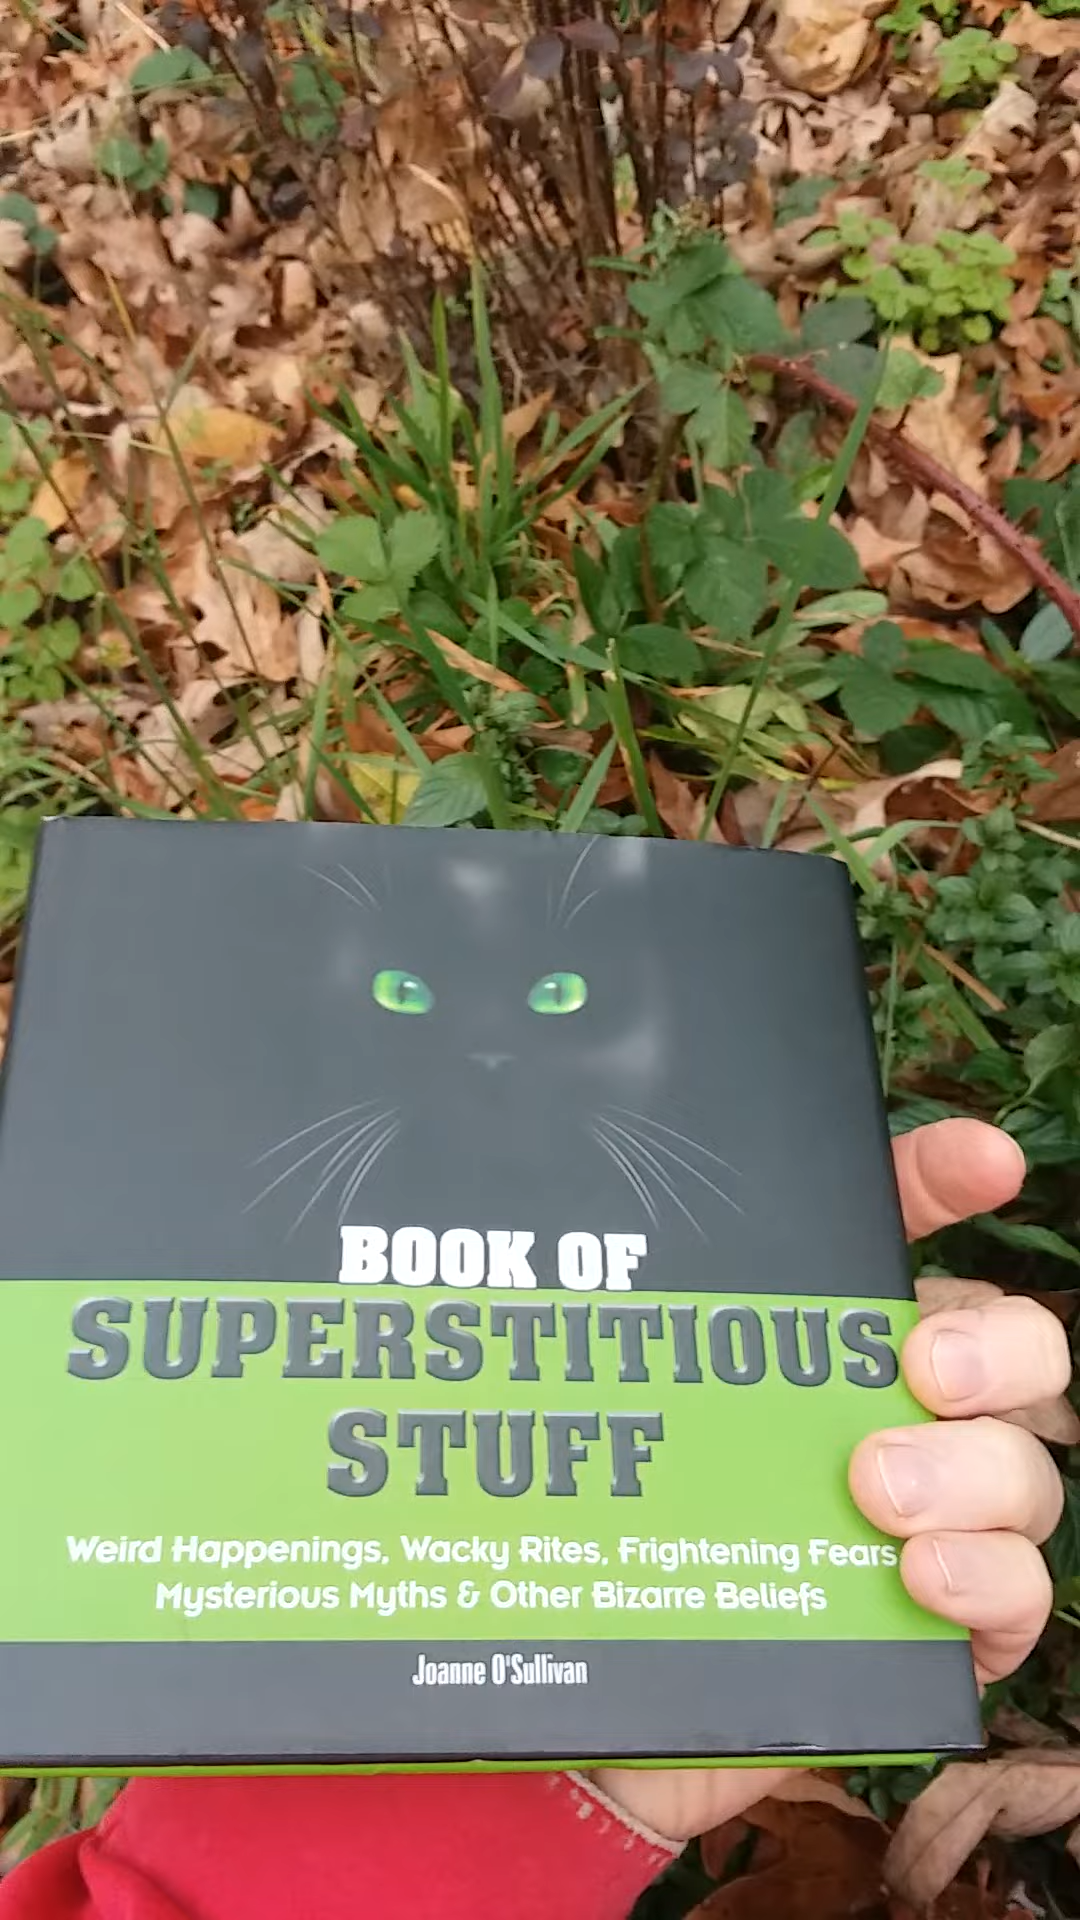 BOOK OF
SUPERSTITIOUS
STUFF
Weird Happenings, Wacky Rites, Frightening Fears
Mysterious Myths & Other Bizarre Beliefs
Joanne O'Sullivan